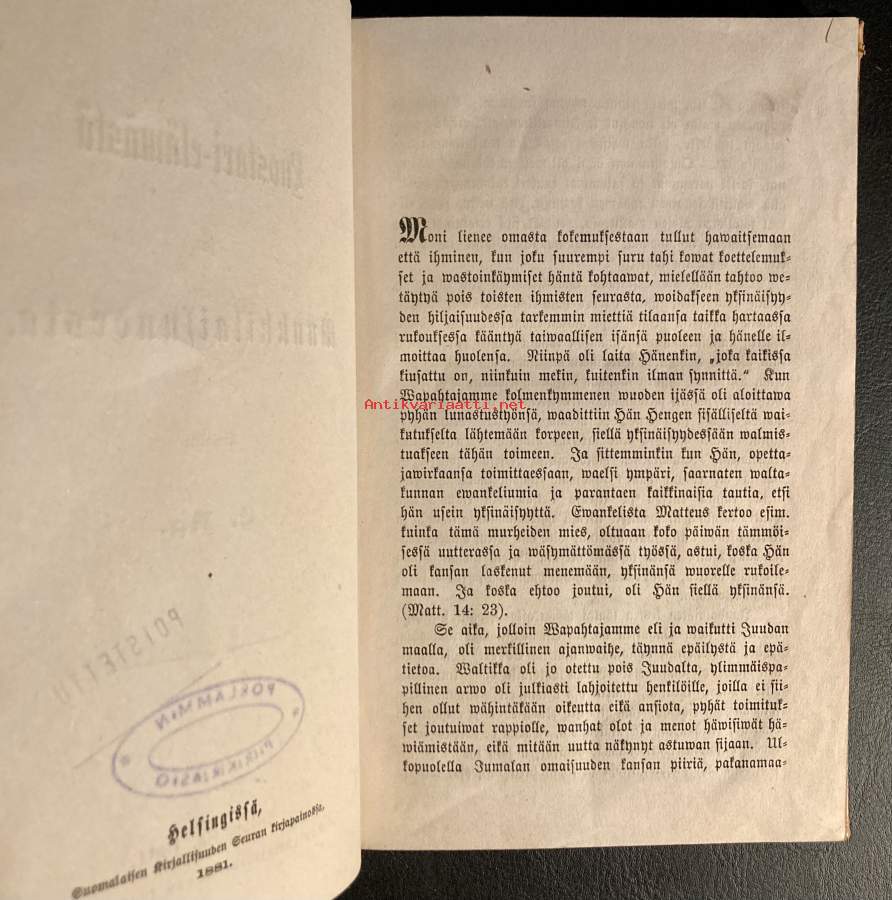 POISTET
Helsingissä,
Suomalaisen Kirjallisuuden Seuran kirjapainossa,
1881.
Moni lienee omasta kokemuksestaan tullut hawaitsemaan
että ihminen, kun joku suurempi suru tahi kowat koettelemuk-
set ja wastoinkäymiset häntä kohtaawat, mielellään tahtoo we-
täytyä pois toisten ihmisten seurasta, woidakseen yksinäisyy-
den hiljaisuudessa tarkemmin miettiä tilaansa taikka hartaassa
rukouksessa kääntyä taiwaallisen isänsä puoleen ja hänelle il-
moittaa huolensa. Niinpä oli laita Hänenkin, „joka kaikissa
kiusattu on, niinkuin mekin, kuitenkin ilman synnittä.“ Kun
Wapahtajamme kolmenkymmenen wuoden ijässä oli aloittawa
Antikvariaatti.net
pyhän lunastustyönsä, waadittiin Hän Hengen sisälliseltä wai-
kutukselta lähtemään korpeen, siellä yksinäisyydessään walmis-
tuakseen tähän toimeen. Ja sittemminkin kun Hän, opetta-
jawirkaansa toimittaessaan, waelsi ympäri, saarnaten walta-
kunnan ewankeliumia ja parantaen kaikkinaisia tautia, etsi
hän usein yksinäisyyttä. Ewankelista Matteus kertoo esim.
kuinka tämä murheiden mies, oltuaan koko päiwän tämmöi-
sessä uutterassa ja wäsymättömässä työssä, astui, koska Hän
oli kansan laskenut menemään, yksinänsä wuorelle rukoile-
maan. Ja koska ehtoo joutui, oli Hän siellä yksinänsä.
(Matt. 14: 23).
Se aika, jolloin Wapahtajamme eli ja waikutti Juudan
maalla, oli merkillinen ajanwaihe, täynnä epäilystä ja epä-
tietoa. Waltikka oli jo otettu pois Juudalta, ylimmäispa-
pillinen arwo oli julkiasti lahjoitettu henkilöille, joilla ei sii-
hen ollut wähintäkään oikeutta eikä ansiota, pyhät toimituk-
set joutuiwat rappiolle, wanhat olot ja menot häwisiwät hä-
wiämistään, eikä mitään uutta näkynyt astuwan sijaan. Ul-
kopuolella Jumalan omaisuuden kansan piiriä, pakanamaa-